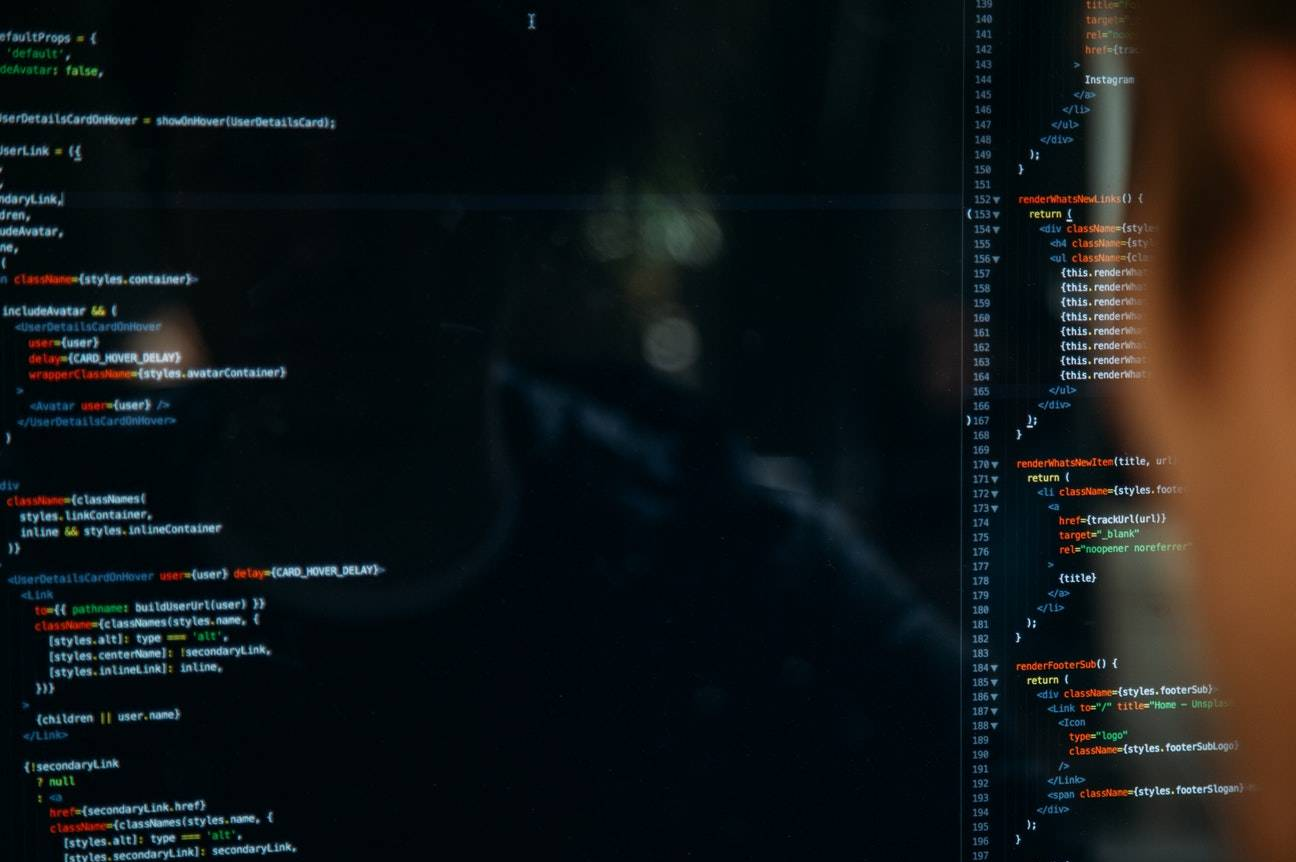 efaultProps = {
'default',
deAvatar: false,
UserDetailsCardOnHover = showOnHover(UserDetailsCard);
UserLink = ({
ndaryLink,
dren,
udeAvatar,
ne,
(
n className={styles.container}>
includeAvatar && (
<UserDetailsCardOnHover
user={user}
delay={CARD_HOVER_DELAY}
wrapperClassName={styles.avatarContainer}
>
<Avatar user={user} />
</UserDetailsCardOnHover>
)
div
className={classNames(
styles.linkContainer,
inline && styles.inlineContainer
)}
<UserDetailsCardOnHover user={user} delay={CARD_HOVER_DELAY}>
<Link
to={{ pathname: buildUserUrl(user) }}
className={classNames(styles.name, {
[styles.alt]: type === 'alt',
[styles.centerName]: !secondaryLink,
[styles.inlineLink]: inline,
})}
>
{children || user.name}
</Link>
{!secondaryLink
? null
: <a
href={secondaryLink.href}
className={classNames(styles.name, {
[styles.alt]: type === 'alt',
[styles.secondaryLink]: secondaryLink,
139 title="Fo
140 target="_
141 rel="noo
142 href={trac
143 >
144 Instagram
145 </a>
146 </li>
147 </ul>
148 </div>
149 );
150 }
151
152 renderWhatsNewLinks() {
153 return (
154 <div className={styles
155 <h4 className={styl
156 <ul className={clas
157 {this.renderWhat
158 {this.renderWhat
159 {this.renderWhat
160 {this.renderWhat
161 {this.renderWhat
162 {this.renderWhat
163 {this.renderWhat
164 {this.renderWhat
165 </ul>
166 </div>
167 );
168 }
169
170 renderWhatsNewItem(title, url
171 return (
172 <li className={styles.foote
173 <a
174 href={trackUrl(url)}
175 target="_blank"
176 rel="noopener noreferrer"
177 >
178 {title}
179 </a>
180 </li>
181 );
182 }
183
184 renderFooterSub() {
185 return (
186 <div className={styles.footerSub}>
187 <Link to="/" title="Home – Unsplash
188 <Icon
189 type="logo"
190 className={styles.footerSubLogo}
191 />
192 </Link>
193 <span className={styles.footerSlogan}
194 </div>
195 );
196 }
197